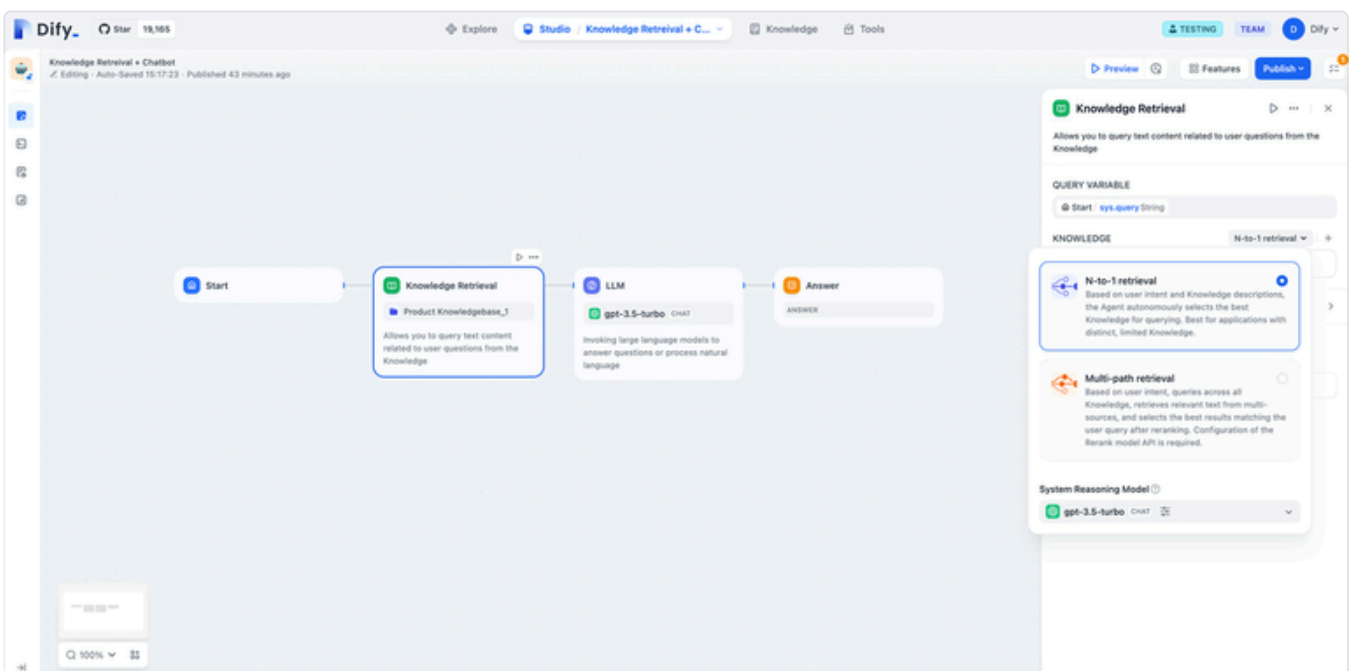 Dify_
Star 19,165
Explore
Studio / Knowledge Retreival + C...
Knowledge
Tools
TESTING
TEAM
D
Dify
Knowledge Retreival + Chatbot
Editing · Auto-Saved 15:17:23 · Published 43 minutes ago
Preview
Features
Publish
1
Start
Knowledge Retrieval
Product Knowledgebase_1
Allows you to query text content
related to user questions from the
Knowledge
LLM
gpt-3.5-turbo CHAT
Invoking large language models to
answer questions or process natural
language
Answer
ANSWER
Knowledge Retrieval
Allows you to query text content related to user questions from the
Knowledge
QUERY VARIABLE
Start / sys.query String
KNOWLEDGE
N-to-1 retrieval
N-to-1 retrieval
Based on user intent and Knowledge descriptions,
the Agent autonomously selects the best
Knowledge for querying. Best for applications with
distinct, limited Knowledge.
Multi-path retrieval
Based on user intent, queries across all
Knowledge, retrieves relevant text from multi-
sources, and selects the best results matching the
user query after reranking. Configuration of the
Rerank model API is required.
System Reasoning Model
gpt-3.5-turbo CHAT
100%